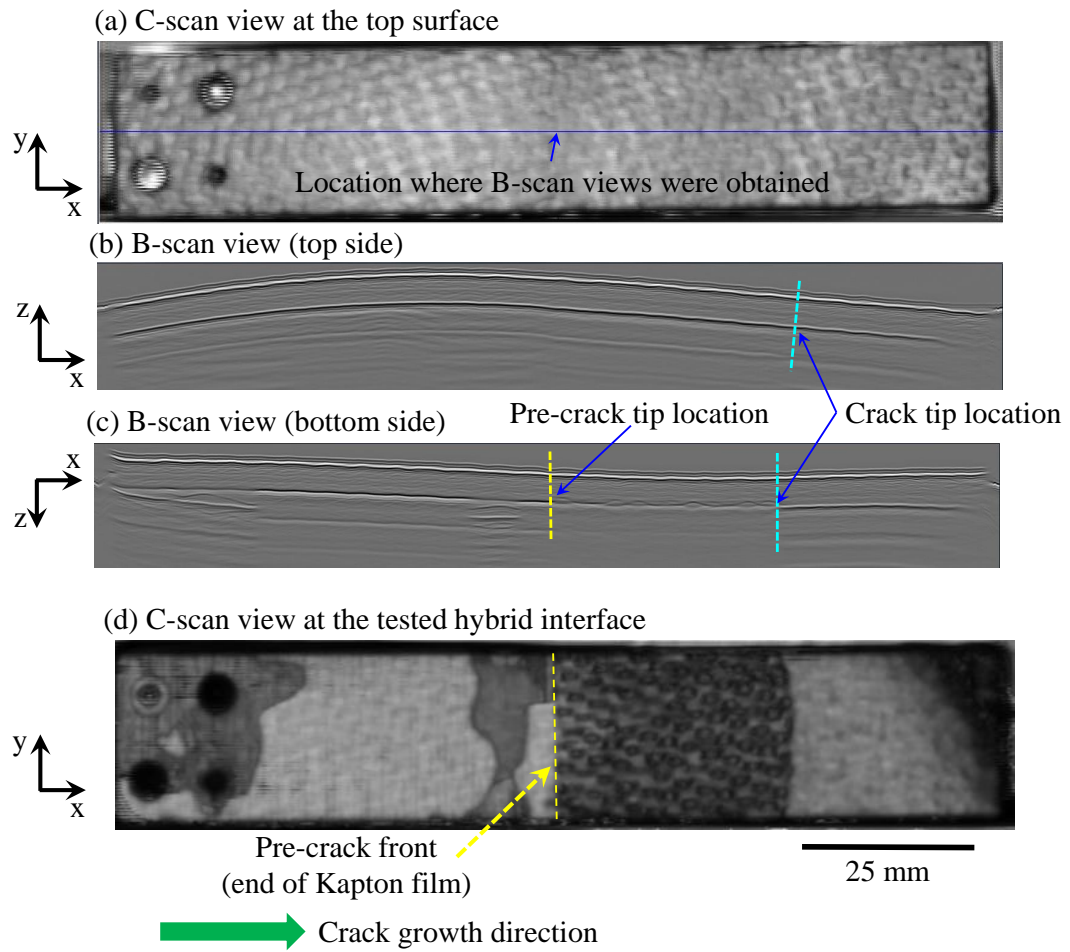 (a) C-scan view at the top surface
y
x
Location where B-scan views were obtained
(b) B-scan view (top side)
z
x
Pre-crack tip location
Crack tip location
(c) B-scan view (bottom side)
x
z
(d) C-scan view at the tested hybrid interface
y
x
Pre-crack front
(end of Kapton film)
25 mm
Crack growth direction